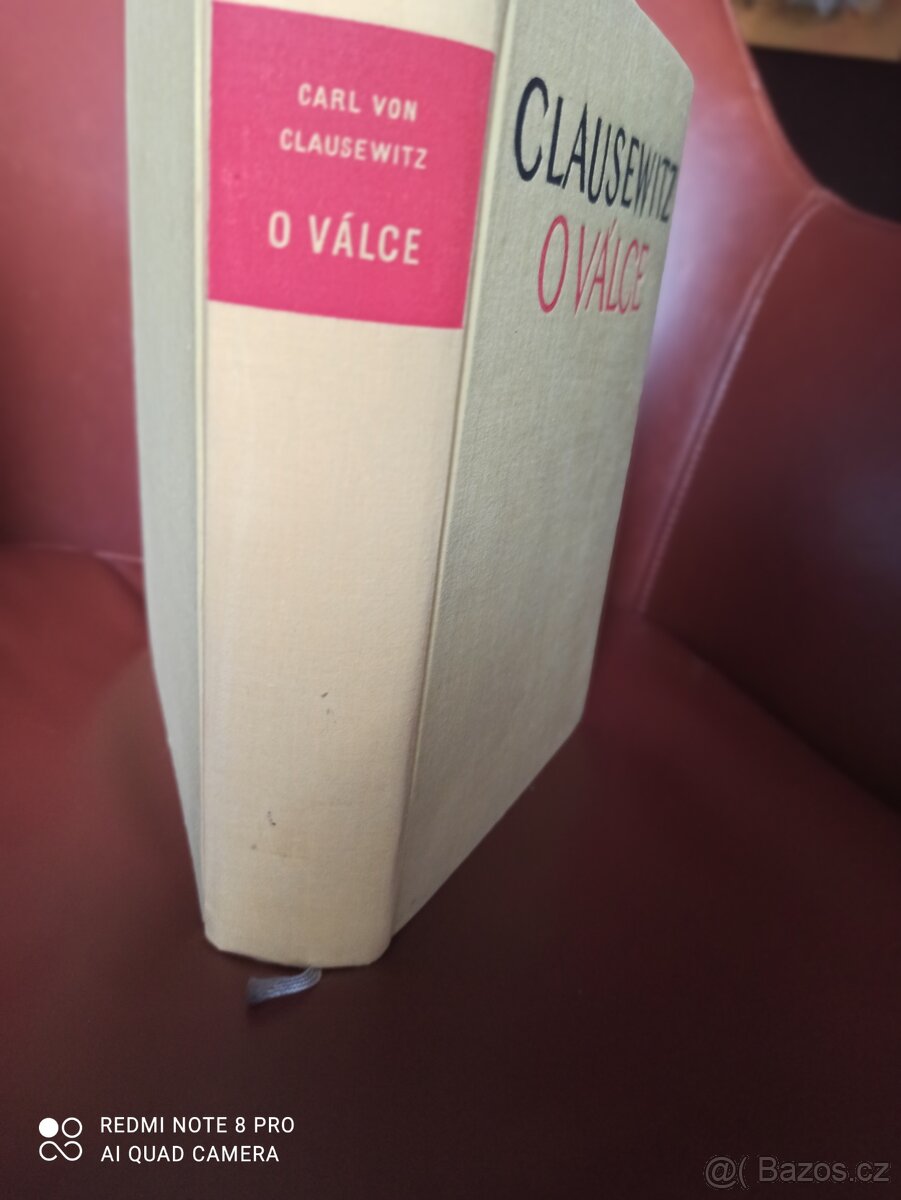 CARL VON
CLAUSEWITZ
O VÁLCE
CLAUSEWITZ
O VÁLCE
REDMI NOTE 8 PRO
AI QUAD CAMERA
@( Bazos.cz